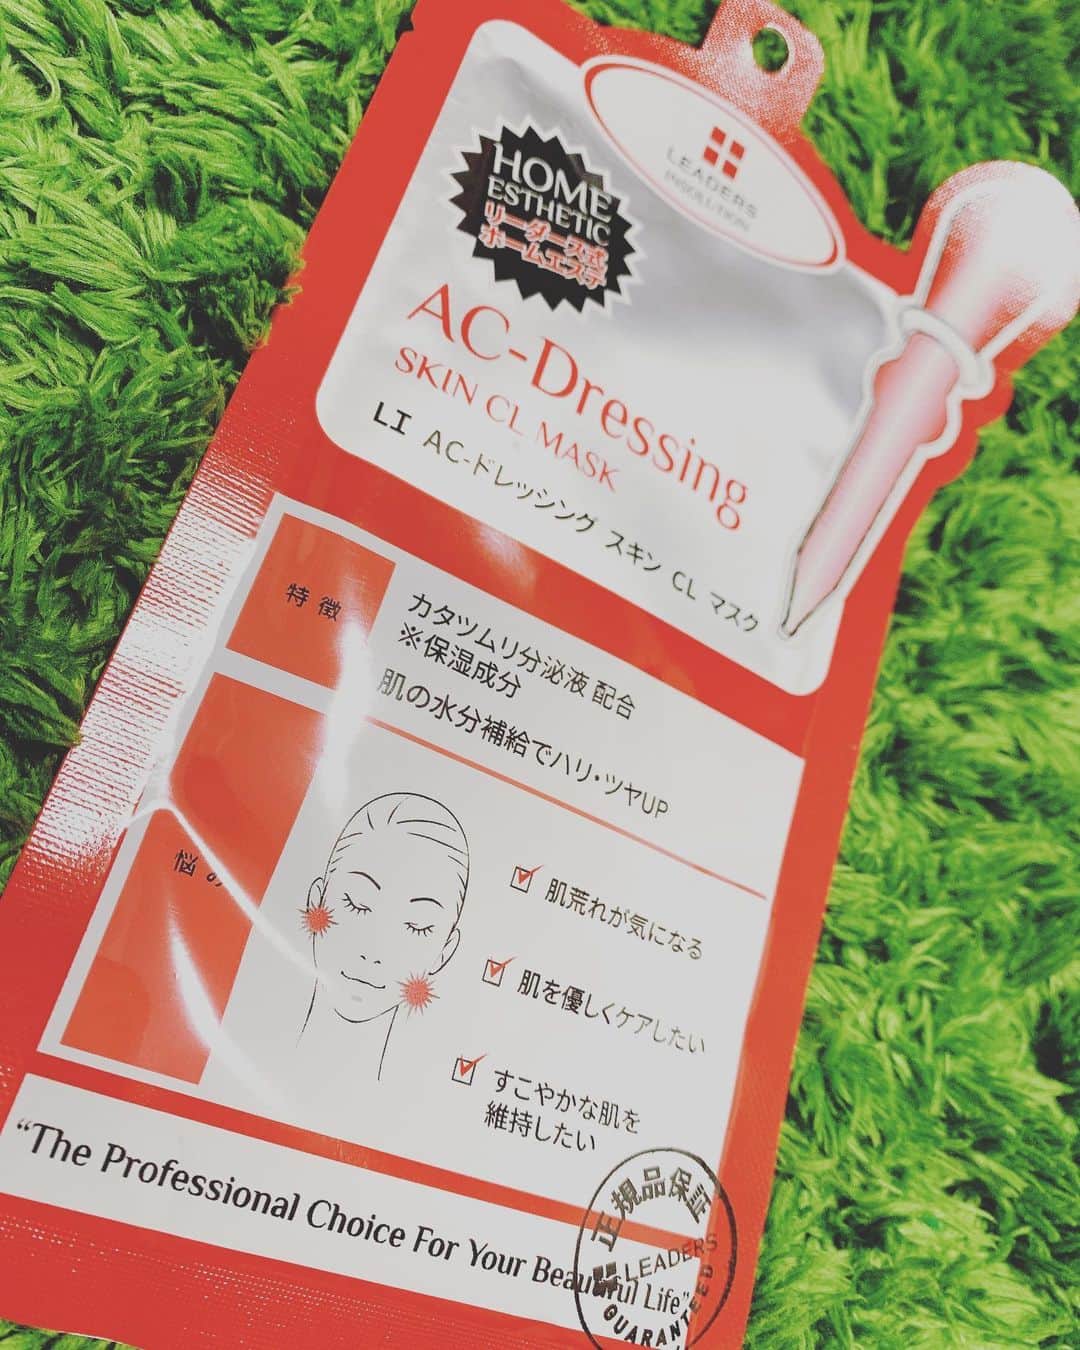 LEADERS
INSOLUTION
HOME
ESTHETIC
リーダース式
ホームエステ
AC-Dressing
SKIN CL MASK
LI AC-ドレッシング スキン CL マスク
特徴
カタツムリ分泌液 配合
※保湿成分
肌の水分補給でハリ・ツヤUP
悩み
肌荒れが気になる
肌を優しくケアしたい
すこやかな肌を
維持したい
“The Professional Choice For Your Beautiful Life”
正規品保証
LEADERS
GUARANTEED